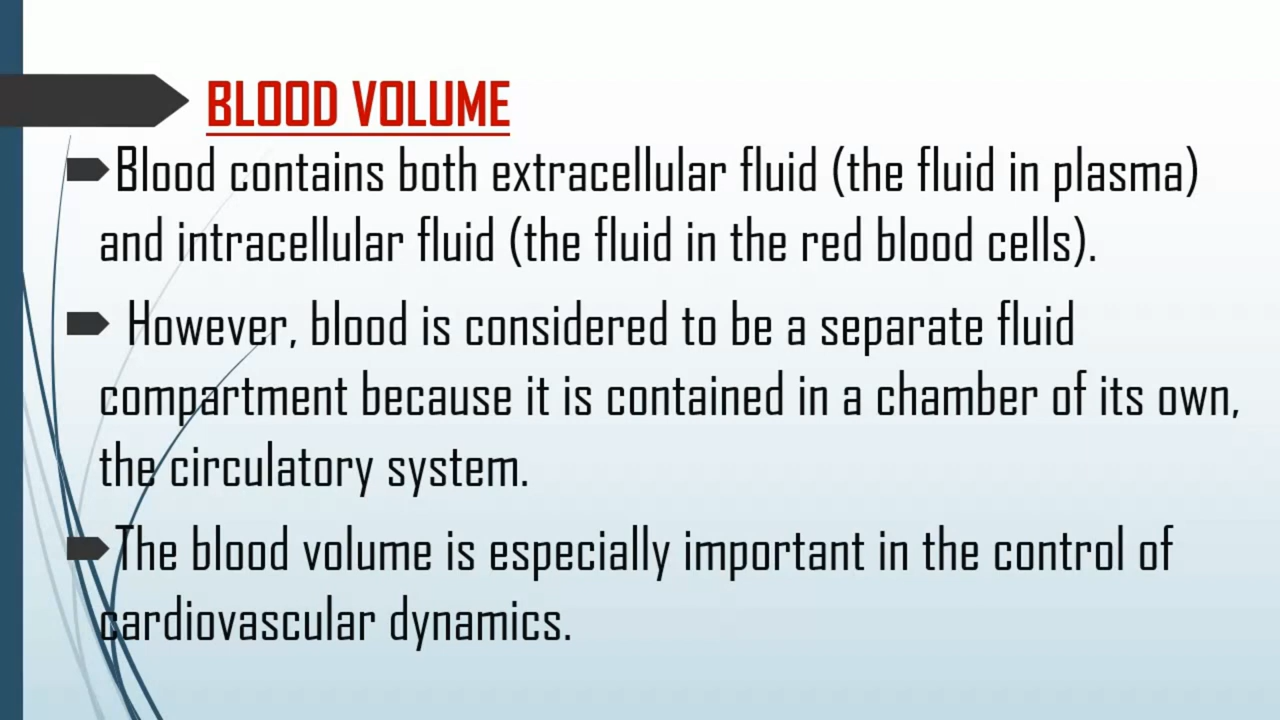 BLOOD VOLUME
Blood contains both extracellular fluid (the fluid in plasma)
and intracellular fluid (the fluid in the red blood cells).
However, blood is considered to be a separate fluid
compartment because it is contained in a chamber of its own,
the circulatory system.
The blood volume is especially important in the control of
cardiovascular dynamics.